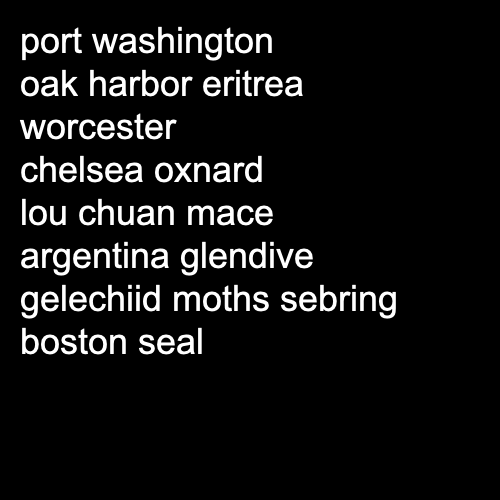 port washington
oak harbor eritrea
worcester
chelsea oxnard
lou chuan mace
argentina glendive
gelechiid moths sebring
boston seal